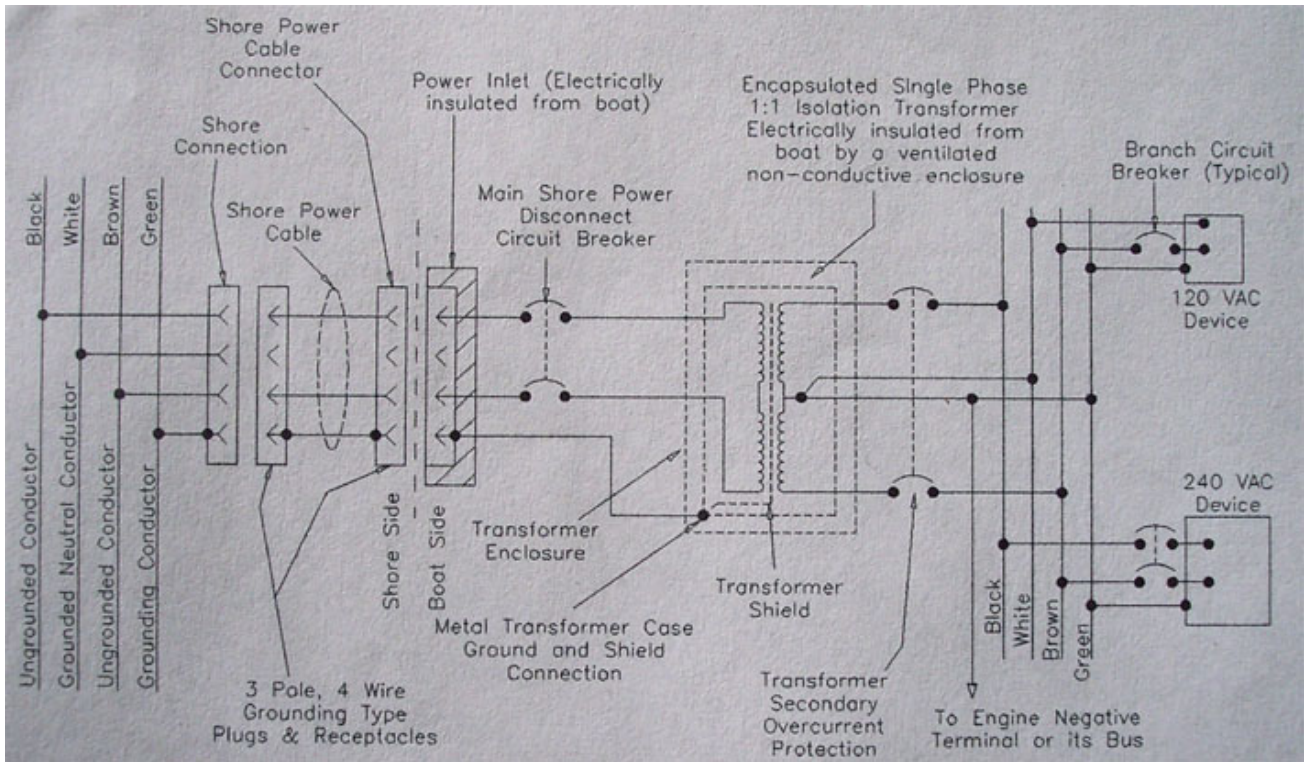 Shore Power
Cable
Connector
Power Inlet (Electrically
insulated from boat)
Encapsulated SIngle Phase
1:1 Isolation Transformer
Electrically insulated from
boat by a ventilated
non-conductive enclosure
Shore
Connection
Branch Circuit
Breaker (Typical)
Main Shore Power
Disconnect
Circuit Breaker
Shore Power
Cable
Black
White
Brown
Green
120 VAC
Device
Ungrounded Conductor
Grounded Neutrol Conductor
Ungrounded Conductor
Grounding Conductor
Shore Side
Boat Side
Transformer
Enclosure
240 VAC
Device
Transformer
Shield
Metal Transformer Case
Ground and Shield
Connection
Black
White
Brown
Green
3 Pole, 4 Wire
Grounding Type
Plugs & Receptacles
Transformer
Secondary
Overcurrent
Protection
To Engine Negative
Terminal or its Bus